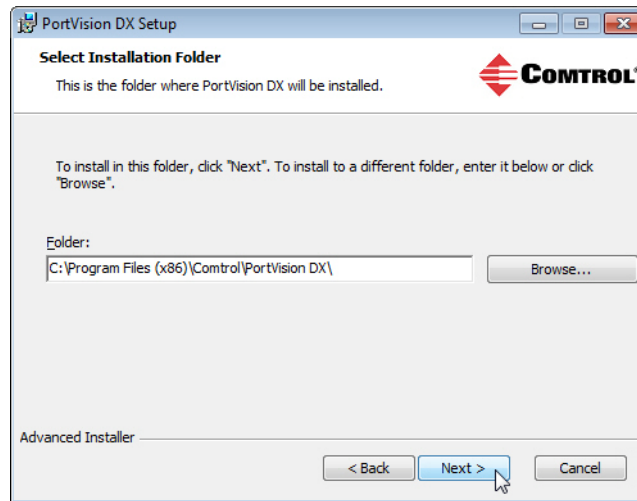 PortVision DX Setup
Select Installation Folder
This is the folder where PortVision DX will be installed.
COMTROL®
To install in this folder, click "Next". To install to a different folder, enter it below or click
"Browse".
Folder:
C:\Program Files (x86)\Comtrol\PortVision DX\
Browse...
Advanced Installer
< Back
Next >
Cancel